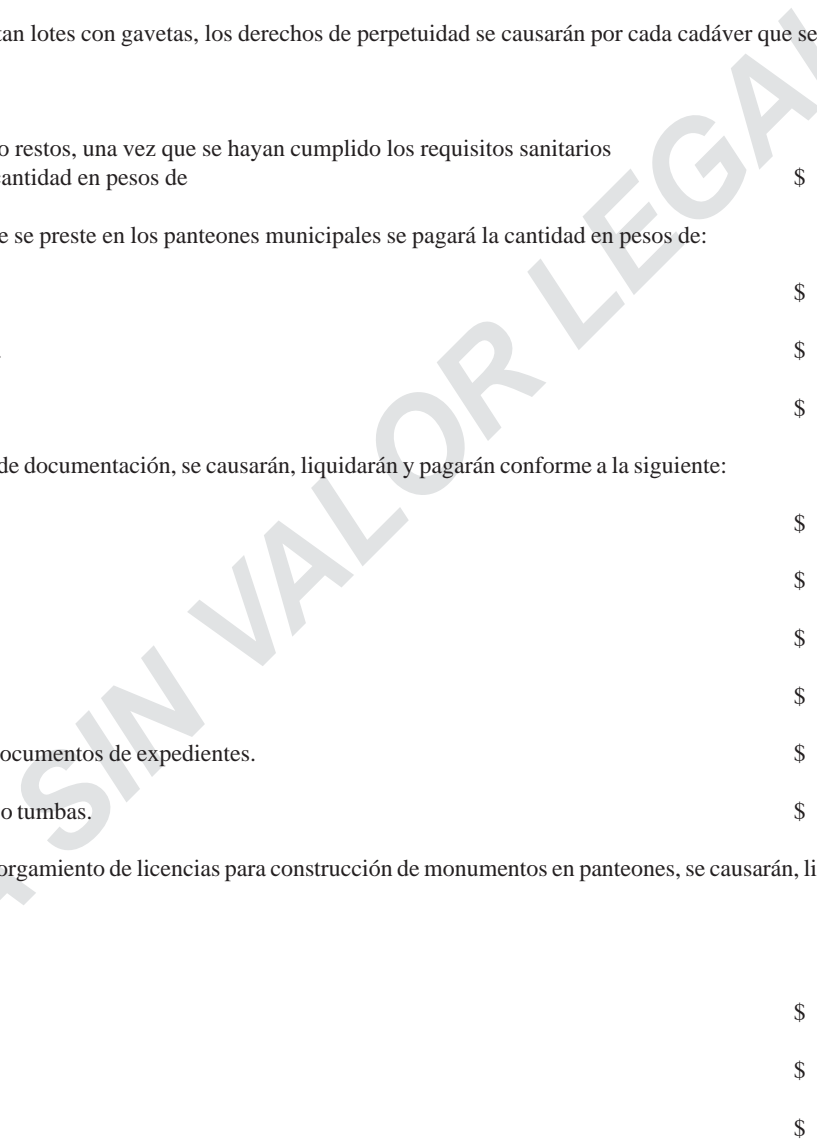 tan lotes con gavetas, los derechos de perpetuidad se causarán por cada cadáver que se
o restos, una vez que se hayan cumplido los requisitos sanitarios
cantidad en pesos de $
e se preste en los panteones municipales se pagará la cantidad en pesos de:
$
$
$
de documentación, se causarán, liquidarán y pagarán conforme a la siguiente:
$
$
$
$
ocumentos de expedientes. $
o tumbas. $
orgamiento de licencias para construcción de monumentos en panteones, se causarán, li
$
$
$
A SIN VALOR LEGAL